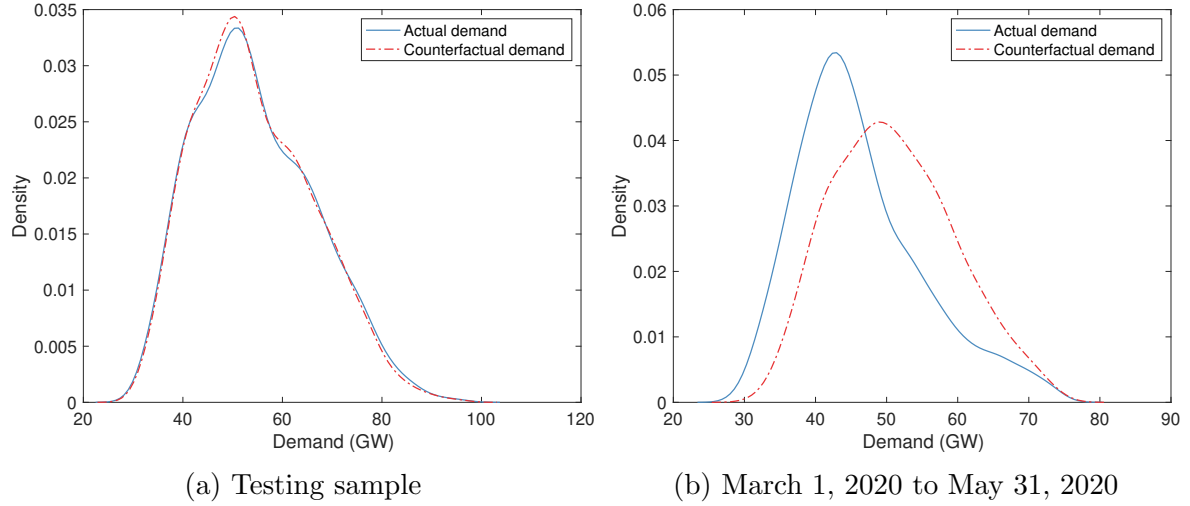 0.035
0.03
0.025
0.02
0.015
0.01
0.005
0
20
40
60
80
100
120
Density
Demand (GW)
Actual demand
Counterfactual demand
(a) Testing sample
0.06
0.05
0.04
0.03
0.02
0.01
0
20
30
40
50
60
70
80
90
Density
Demand (GW)
Actual demand
Counterfactual demand
(b) March 1, 2020 to May 31, 2020